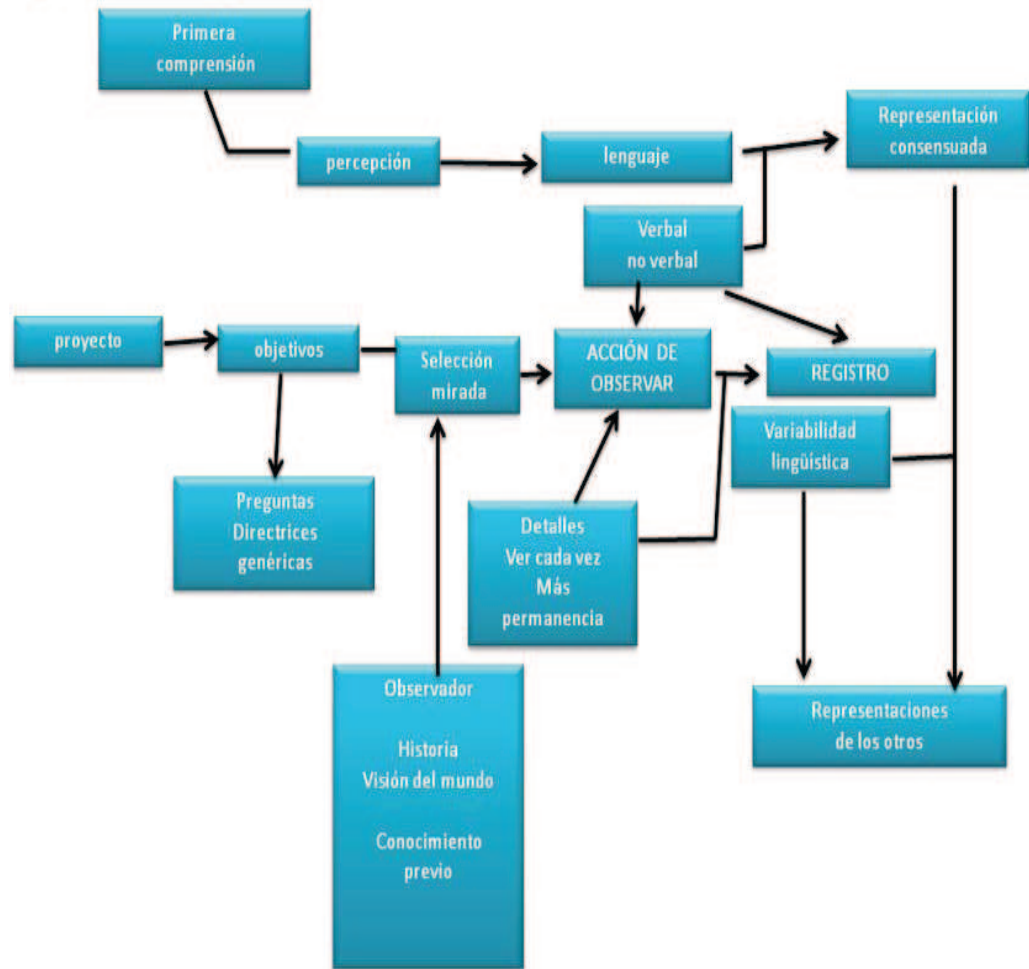 Primera
comprensión
percepción
lenguaje
Representación
consensuada
Verbal
no verbal
proyecto
objetivos
Selección
mirada
ACCIÓN DE
OBSERVAR
REGISTRO
Variabilidad
lingüística
Preguntas
Directrices
genéricas
Detalles
Ver cada vez
Más
permanencia
Observador
Historia
Visión del mundo
Conocimiento
previo
Representaciones
de los otros